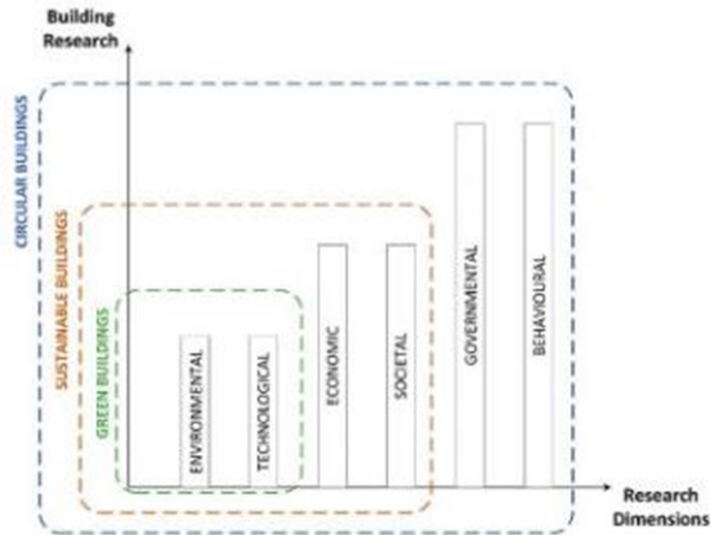 Building
Research
CIRCULAR BUILDINGS
SUSTAINABLE BUILDINGS
GREEN BUILDINGS
ENVIRONMENTAL
TECHNOLOGICAL
ECONOMIC
SOCIETAL
GOVERNMENTAL
BEHAVIOURAL
Research
Dimensions